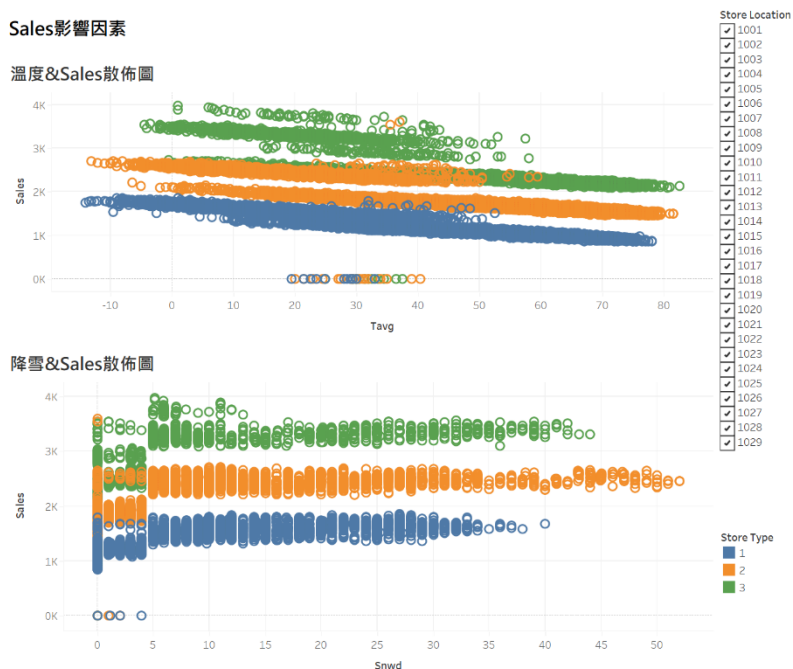 Sales影響因素
溫度&Sales散佈圖
4K
3K
2K
1K
0K
Sales
-10 0 10 20 30 40 50 60 70 80
Tavg
降雪&Sales散佈圖
4K
3K
2K
1K
0K
Sales
0 5 10 15 20 25 30 35 40 45 50
Snwd
Store Location
1001
1002
1003
1004
1005
1006
1007
1008
1009
1010
1011
1012
1013
1014
1015
1016
1017
1018
1019
1020
1021
1022
1023
1024
1025
1026
1027
1028
1029
Store Type
1
2
3